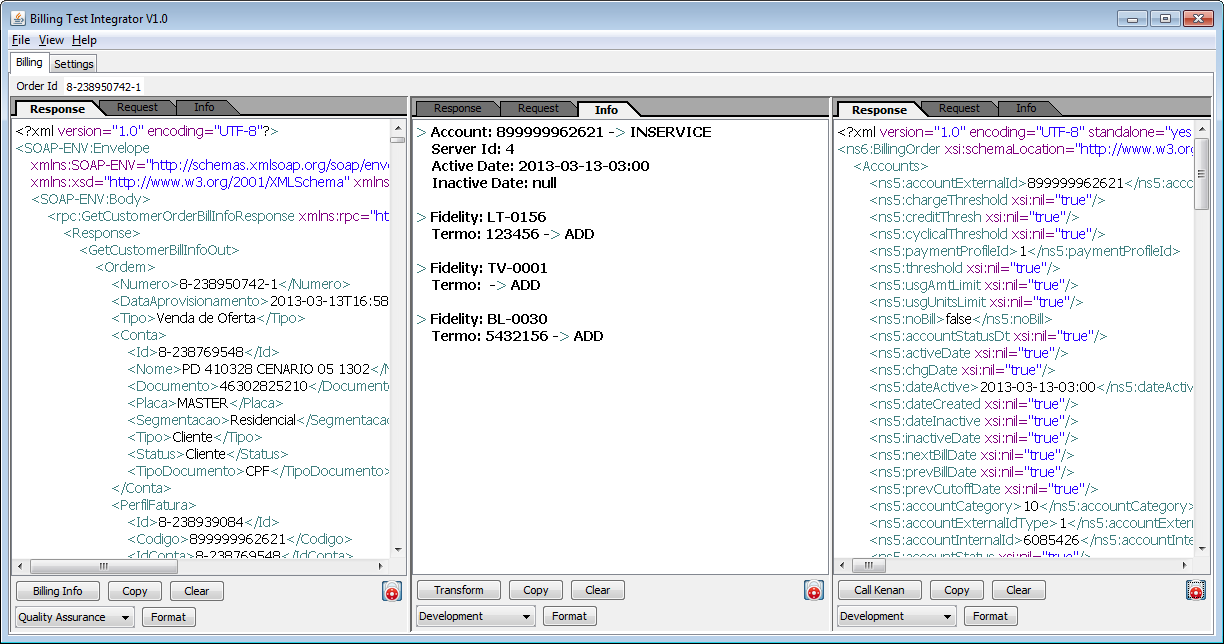 Billing Test Integrator V1.0
File View Help
Billing Settings
Order Id 8-238950742-1
Response Request Info
<?xml version="1.0" encoding="UTF-8"?>
<SOAP-ENV:Envelope
xmlns:SOAP-ENV="http://schemas.xmlsoap.org/soap/enve
xmlns:xsd="http://www.w3.org/2001/XMLSchema" xmlns
<SOAP-ENV:Body>
<rpc:GetCustomerOrderBillInfoResponse xmlns:rpc="ht
<Response>
<GetCustomerBillInfoOut>
<Ordem>
<Numero>8-238950742-1</Numero>
<DataAprovisionamento>2013-03-13T16:58
<Tipo>Venda de Oferta</Tipo>
<Conta>
<Id>8-238769548</Id>
<Nome>PD 410328 CENARIO 05 1302</N
<Documento>46302825210</Document
<Placa>MASTER</Placa>
<Segmentacao>Residencial</Segmentaca
<Tipo>Cliente</Tipo>
<Status>Cliente</Status>
<TipoDocumento>CPF</TipoDocumento>
</Conta>
<PerfilFatura>
<Id>8-238939084</Id>
<Codigo>899999962621</Codigo>
<IdConta>8-238769548</IdConta>
Billing Info Copy Clear
Quality Assurance Format
Response Request Info
> Account: 899999962621 -> INSERVICE
Server Id: 4
Active Date: 2013-03-13-03:00
Inactive Date: null
> Fidelity: LT-0156
Termo: 123456 -> ADD
> Fidelity: TV-0001
Termo:  -> ADD
> Fidelity: BL-0030
Termo: 5432156 -> ADD
Transform Copy Clear
Development Format
Response Request Info
<?xml version="1.0" encoding="UTF-8" standalone="yes
<ns6:BillingOrder xsi:schemaLocation="http://www.w3.org
<Accounts>
<ns5:accountExternalId>899999962621</ns5:acco
<ns5:chargeThreshold xsi:nil="true"/>
<ns5:creditThresh xsi:nil="true"/>
<ns5:cyclicalThreshold xsi:nil="true"/>
<ns5:paymentProfileId>1</ns5:paymentProfileId>
<ns5:threshold xsi:nil="true"/>
<ns5:usgAmtLimit xsi:nil="true"/>
<ns5:usgUnitsLimit xsi:nil="true"/>
<ns5:noBill>false</ns5:noBill>
<ns5:accountStatusDt xsi:nil="true"/>
<ns5:activeDate xsi:nil="true"/>
<ns5:chgDate xsi:nil="true"/>
<ns5:dateActive>2013-03-13-03:00</ns5:dateActiv
<ns5:dateCreated xsi:nil="true"/>
<ns5:dateInactive xsi:nil="true"/>
<ns5:inactiveDate xsi:nil="true"/>
<ns5:nextBillDate xsi:nil="true"/>
<ns5:prevBillDate xsi:nil="true"/>
<ns5:prevCutoffDate xsi:nil="true"/>
<ns5:accountCategory>10</ns5:accountCategory>
<ns5:accountExternalIdType>1</ns5:accountExter
<ns5:accountInternalId>6085426</ns5:accountInte
<ns5:accountStatus xsi:nil="true"/>
Call Kenan Copy Clear
Development Format